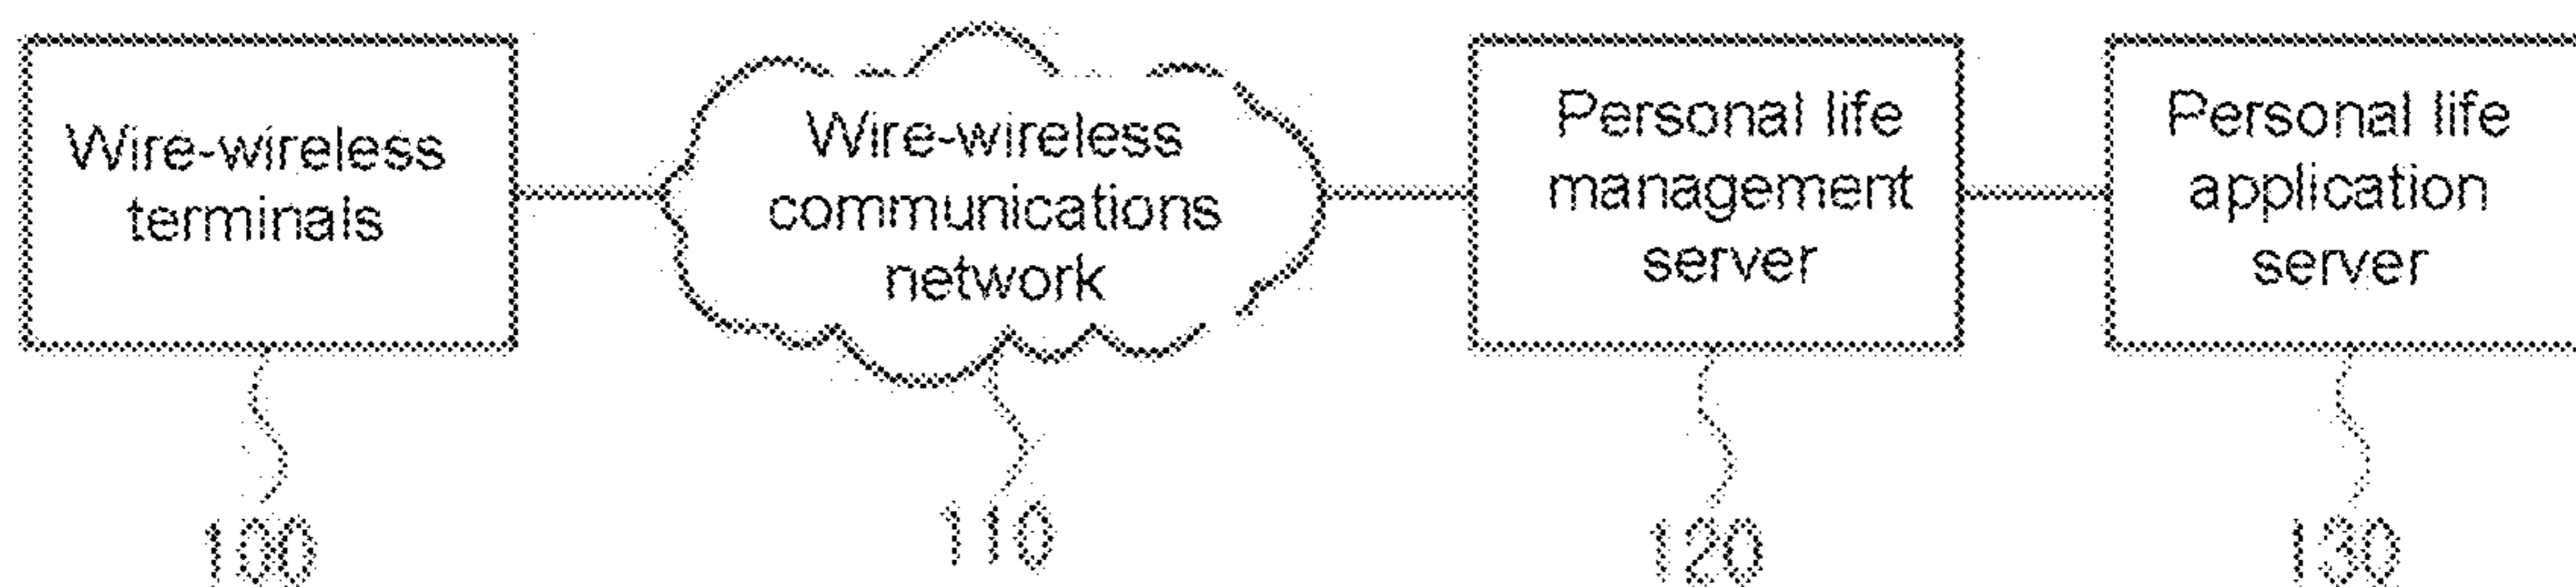 Wire-wireless
terminals
Wire-wireless
communications
network
Personal life
management
server
Personal life
application
server
100
110
120
130